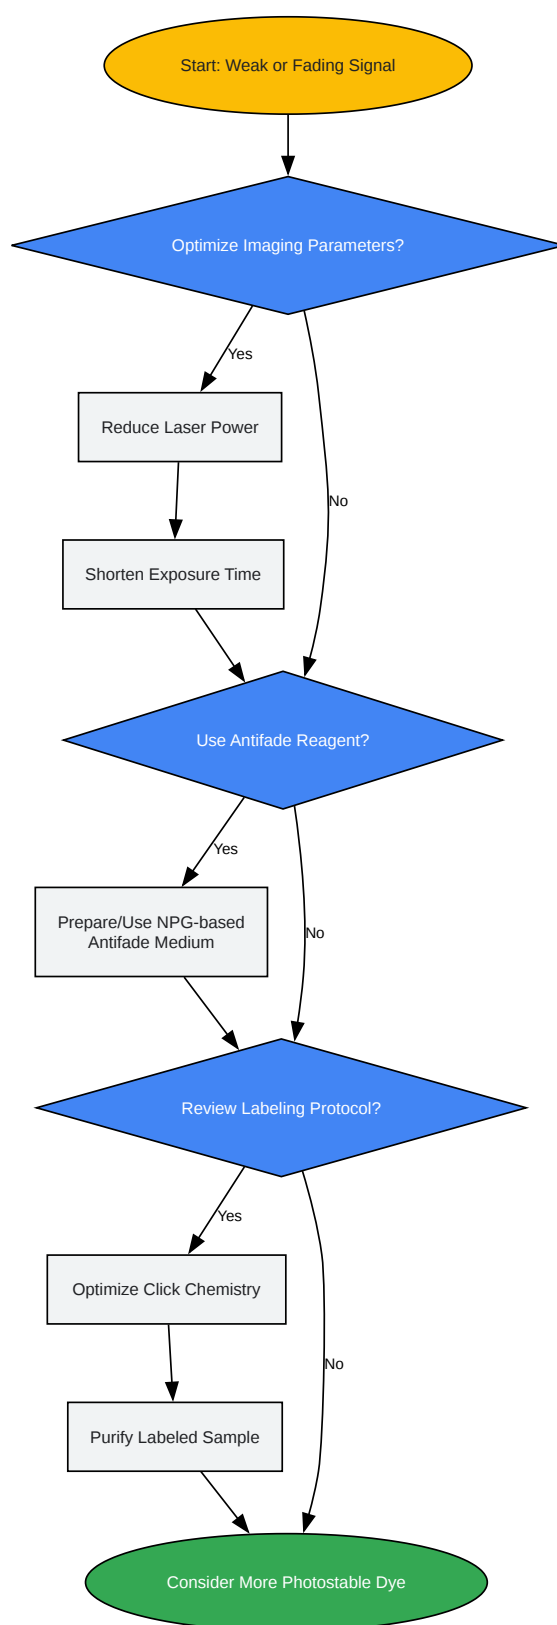 Start: Weak or Fading Signal
Optimize Imaging Parameters?
Yes
Reduce Laser Power
No
Shorten Exposure Time
Use Antifade Reagent?
Yes
Prepare/Use NPG-based
Antifade Medium
No
Review Labeling Protocol?
Yes
Optimize Click Chemistry
No
Purify Labeled Sample
Consider More Photostable Dye